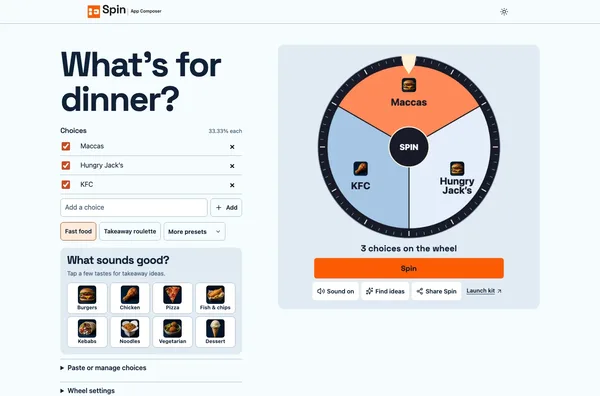 Spin App Composer
What's for
dinner?
Choices
33.33% each
Maccas ×
Hungry Jack's ×
KFC ×
Add a choice
+ Add
Fast food
Takeaway roulette
More presets
What sounds good?
Tap a few tastes for takeaway ideas.
Burgers
Chicken
Pizza
Fish & chips
Kebabs
Noodles
Vegetarian
Dessert
Paste or manage choices
Wheel settings
Maccas
SPIN
KFC
Hungry
Jack's
3 choices on the wheel
Spin
Sound on
Find ideas
Share Spin
Launch kit ↗